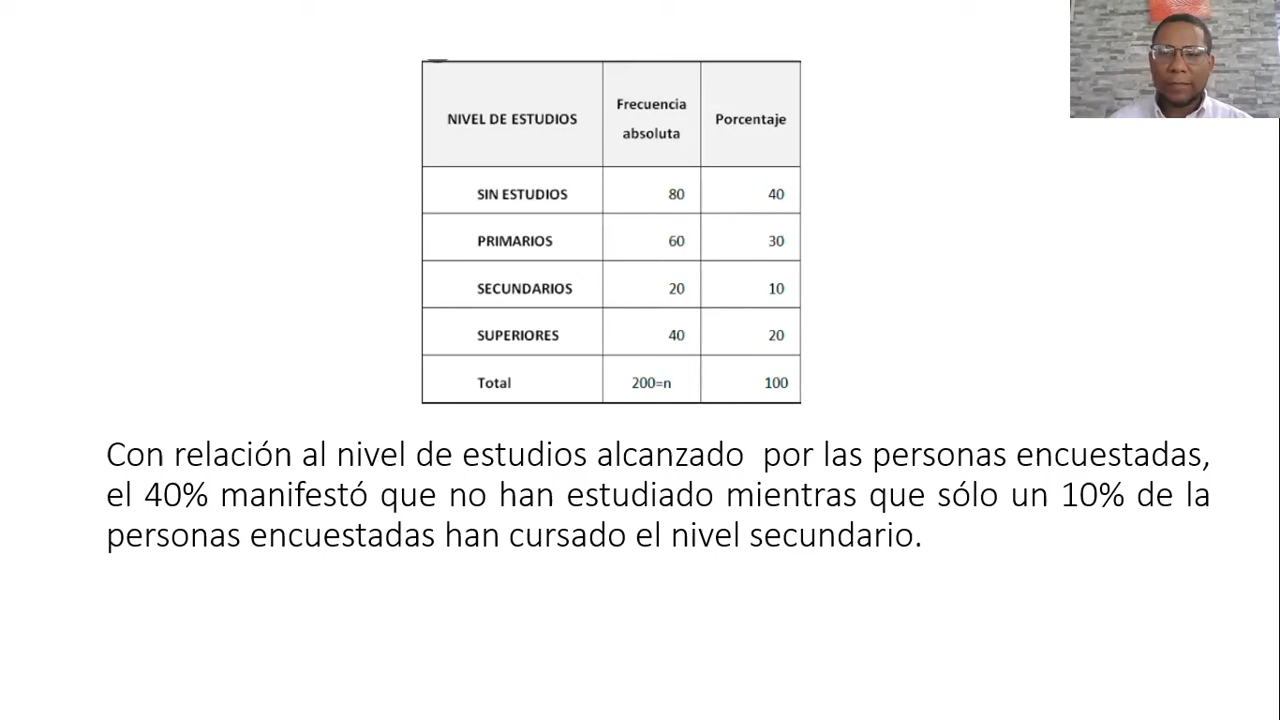 NIVEL DE ESTUDIOS Frecuencia absoluta Porcentaje
SIN ESTUDIOS 80 40
PRIMARIOS 60 30
SECUNDARIOS 20 10
SUPERIORES 40 20
Total 200=n 100
Con relación al nivel de estudios alcanzado por las personas encuestadas,
el 40% manifestó que no han estudiado mientras que sólo un 10% de la
personas encuestadas han cursado el nivel secundario.